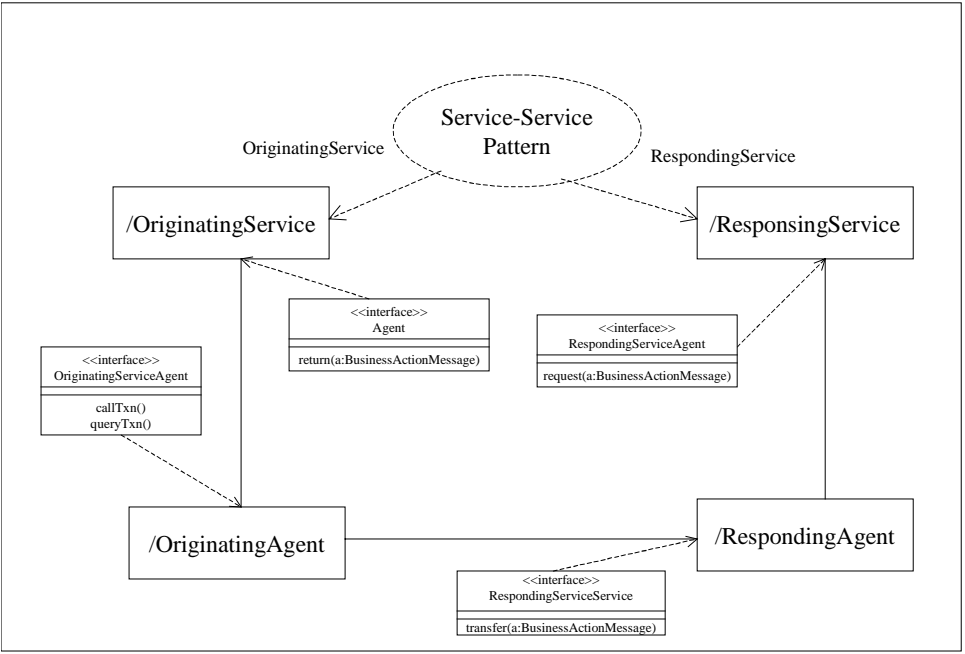 Service-Service
Pattern
OriginatingService
RespondingService
/OriginatingService
/ResponsingService
<<interface>>
Agent
return(a:BusinessActionMessage)
<<interface>>
RespondingServiceAgent
request(a:BusinessActionMessage)
<<interface>>
OriginatingServiceAgent
callTxn()
queryTxn()
/OriginatingAgent
/RespondingAgent
<<interface>>
RespondingServiceService
transfer(a:BusinessActionMessage)